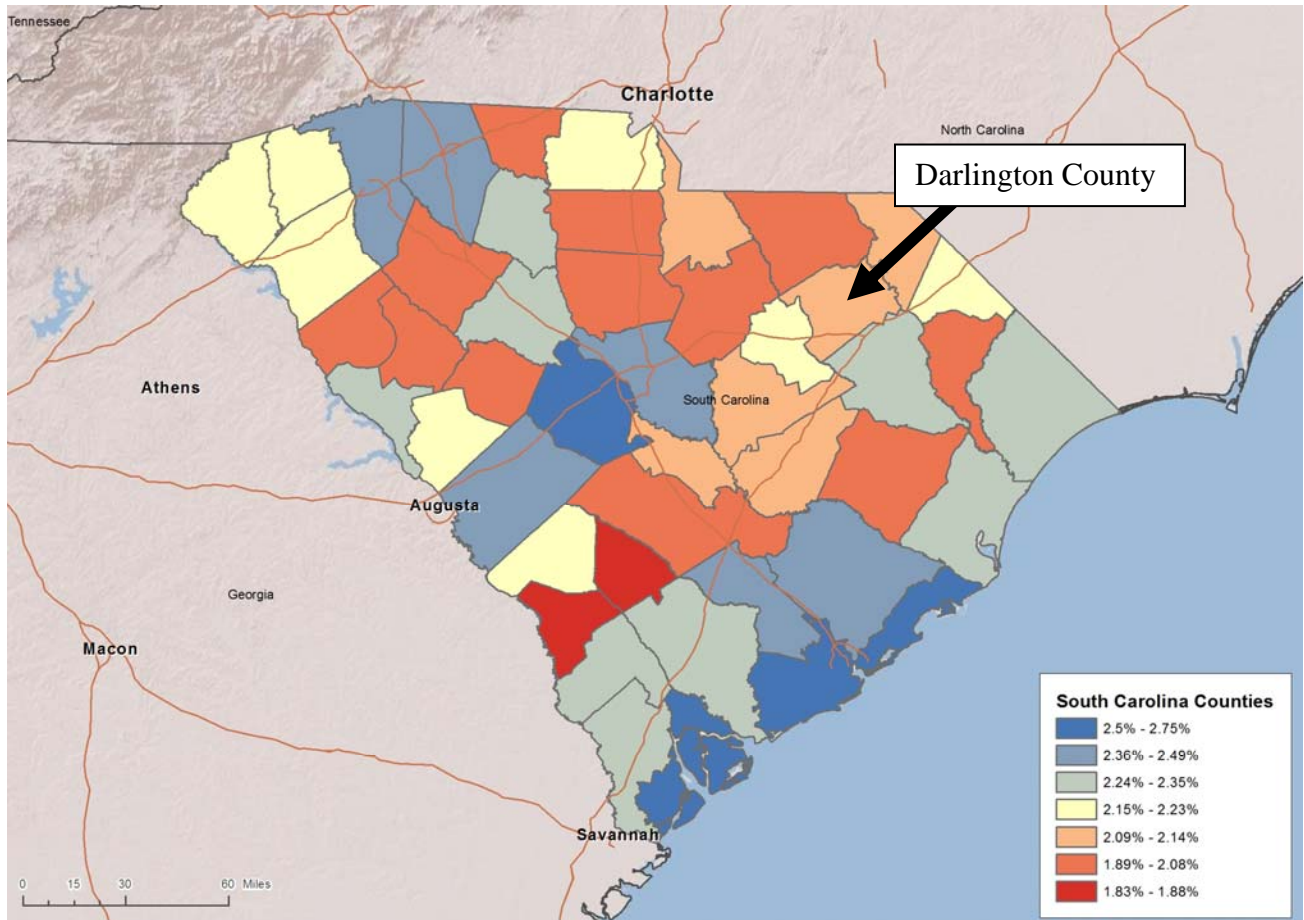 Tennessee
Charlotte
North Carolina
Darlington County
Athens
South Carolina
Augusta
Georgia
Macon
Savannah
South Carolina Counties
2.5% - 2.75%
2.36% - 2.49%
2.24% - 2.35%
2.15% - 2.23%
2.09% - 2.14%
1.89% - 2.08%
1.83% - 1.88%
0 15 30 60 Miles